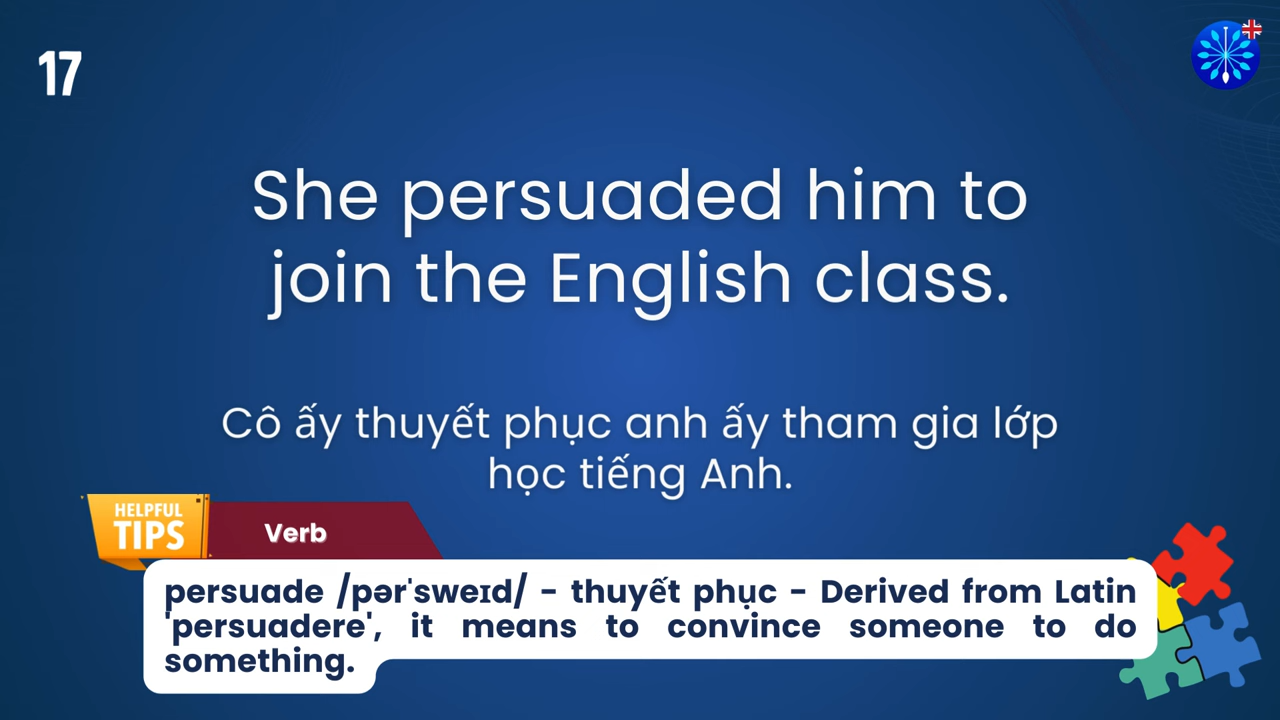 17
She persuaded him to
join the English class.
Cô ấy thuyết phục anh ấy tham gia lớp
học tiếng Anh.
HELPFUL
TIPS
Verb
persuade /pərˈsweɪd/ - thuyết phục - Derived from Latin
'persuadere', it means to convince someone to do
something.